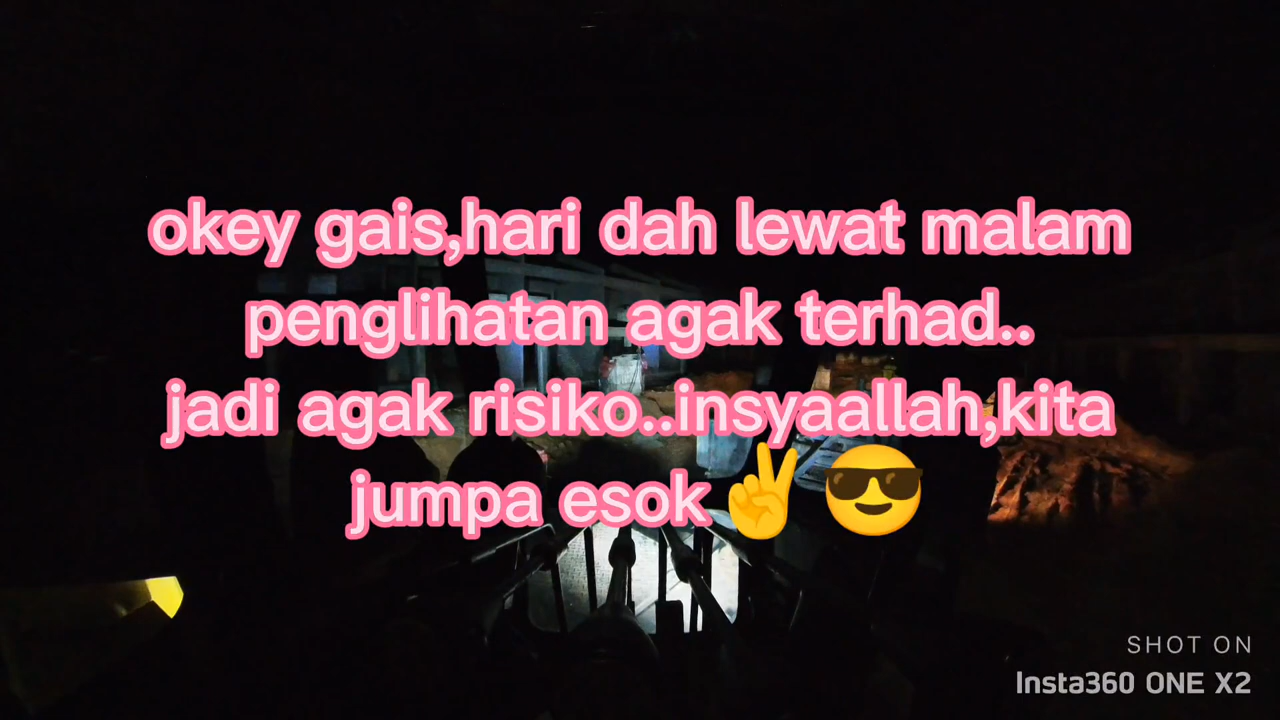 okey gais,hari dah lewat malam
penglihatan agak terhad..
jadi agak risiko..insyaallah,kita
jumpa esok✌️😎
SHOT ON
Insta360 ONE X2